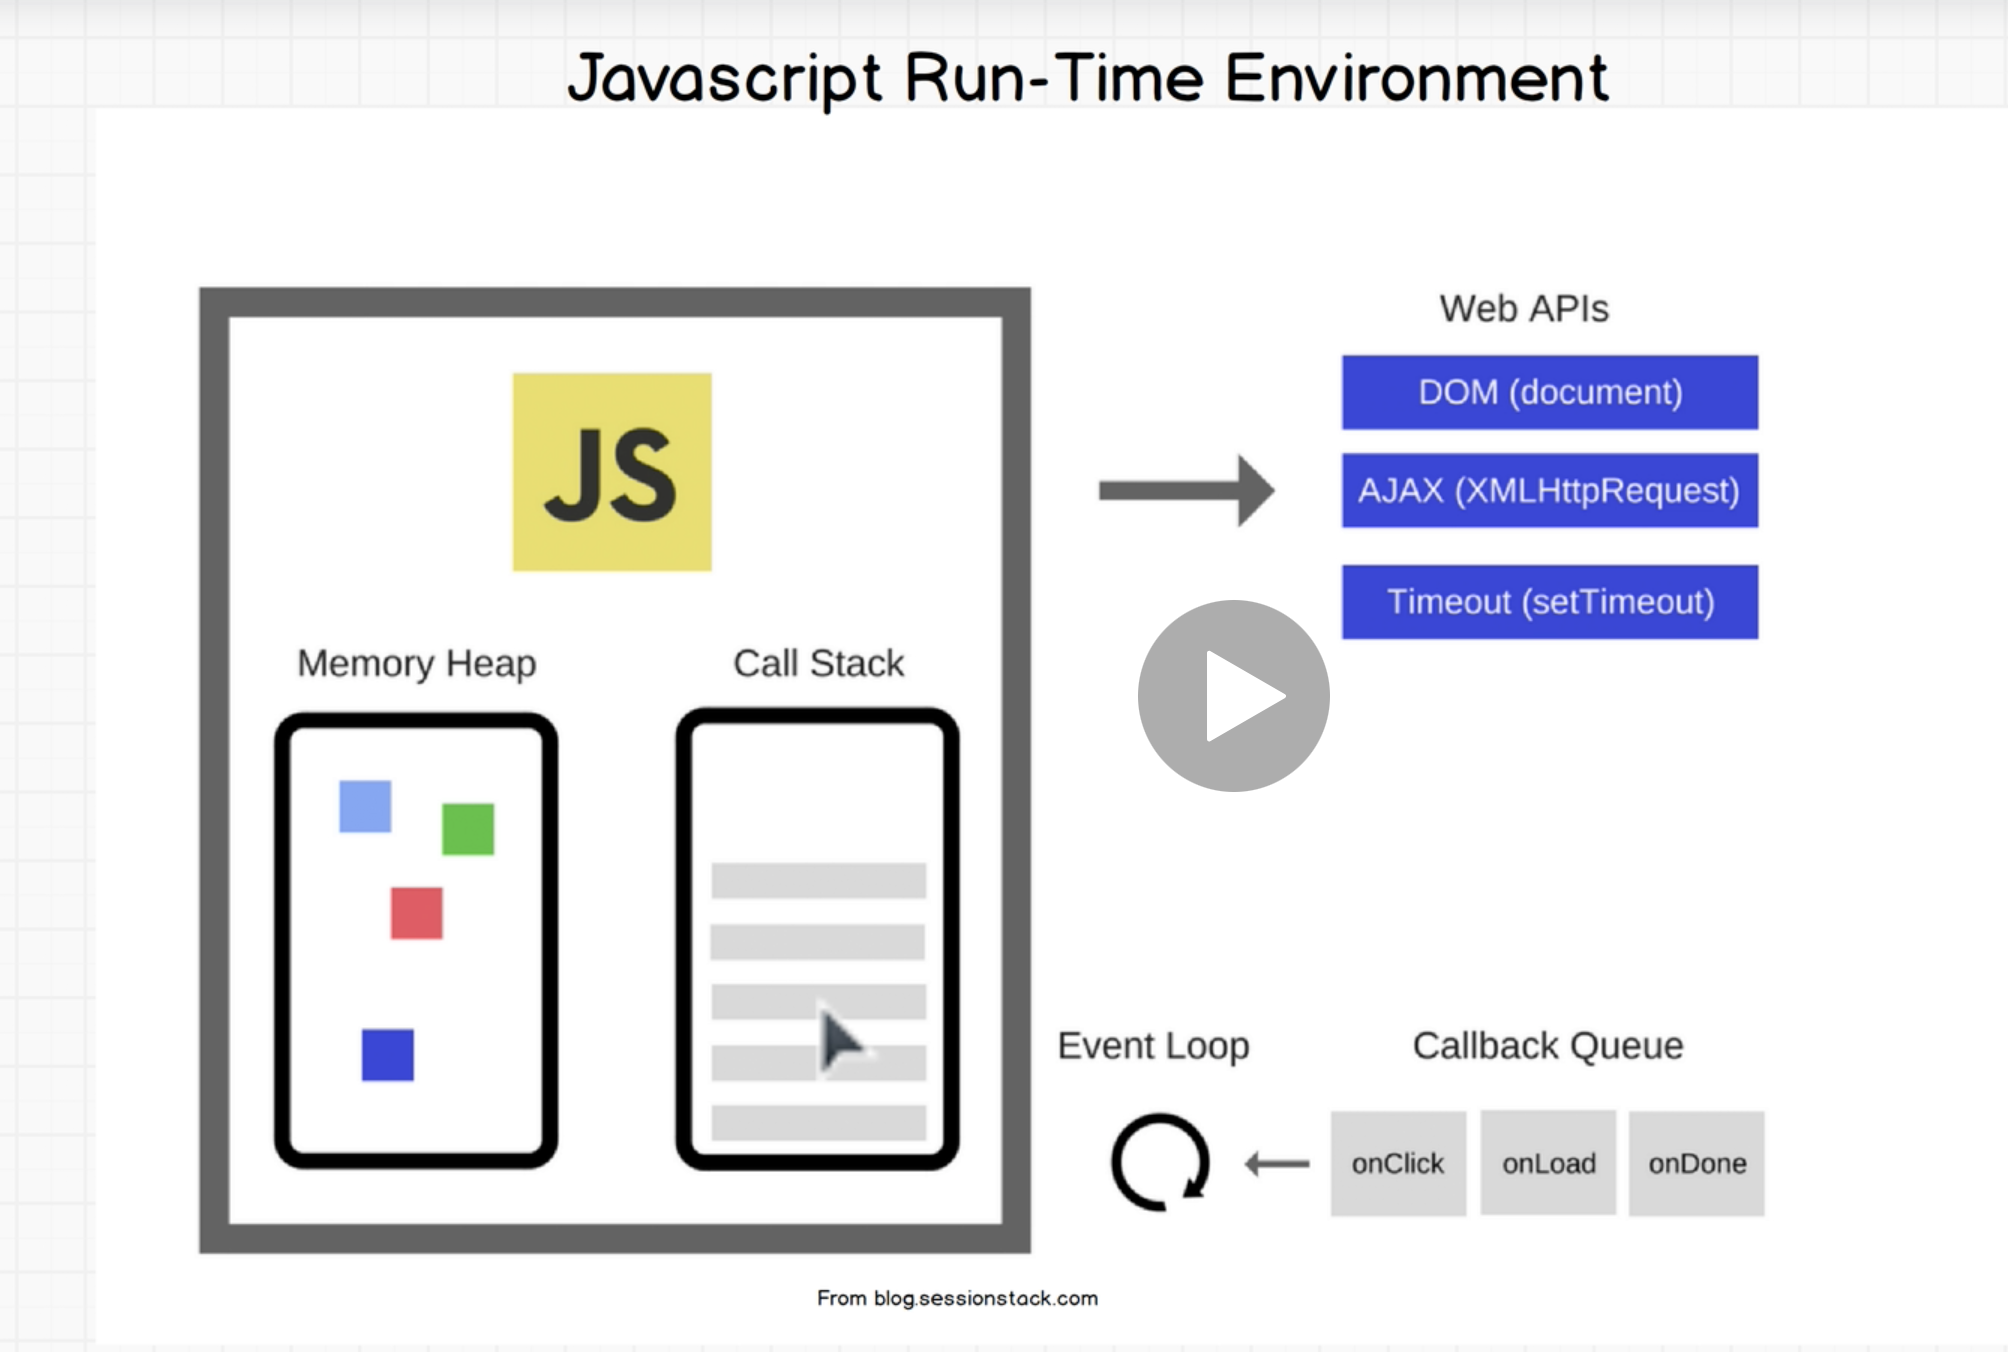 Javascript Run-Time Environment
JS
Memory Heap
Call Stack
Web APIs
DOM (document)
AJAX (XMLHttpRequest)
Timeout (setTimeout)
Event Loop
Callback Queue
onClick
onLoad
onDone
From blog.sessionstack.com